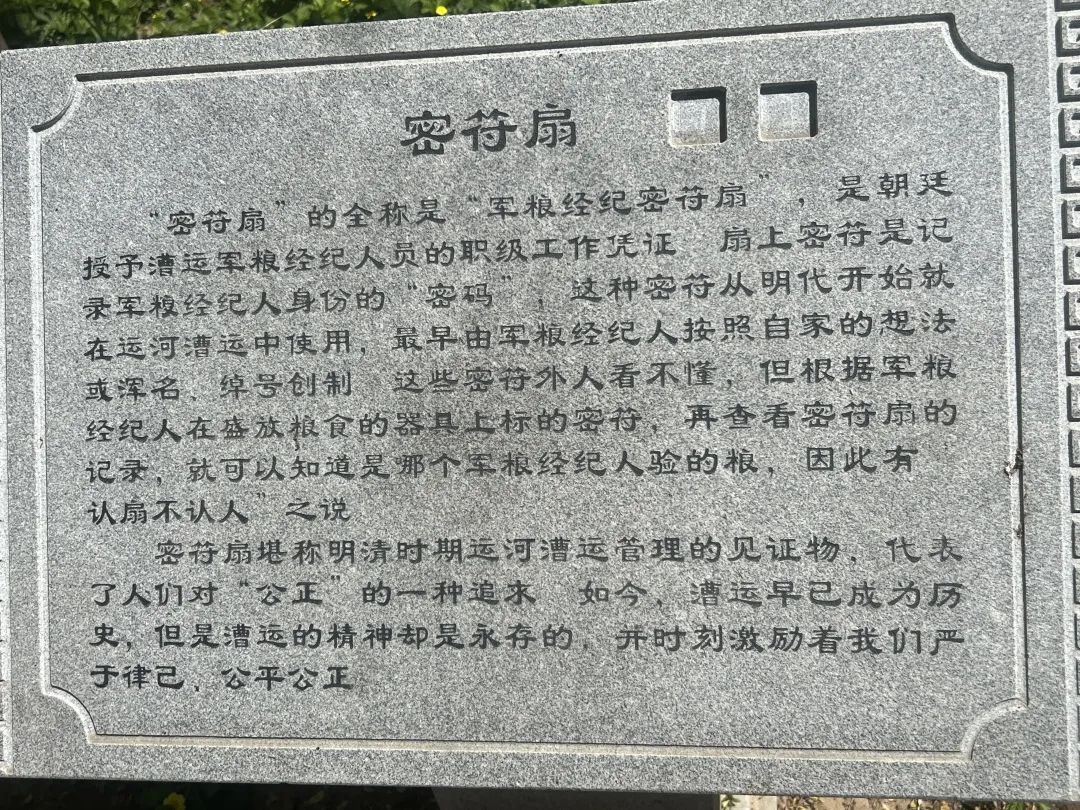 密符扇
“密符扇”的全称是“军粮经纪密符扇”，是朝廷
授予漕运军粮经纪人员的职级工作凭证 扇上密符是记
录军粮经纪人身份的“密码”，这种密符从明代开始就
在运河漕运中使用，最早由军粮经纪人按照自家的想法
或浑名、绰号创制 这些密符外人看不懂，但根据军粮
经纪人在盛放粮食的器具上标的密符，再查看密符扇的
记录，就可以知道是那个军粮经纪人验的粮，因此有
认扇不认人”之说
密符扇堪称明清时期运河漕运管理的见证物，代表
了人们对“公正”的一种追求 如今，漕运早已成为历
史，但是漕运的精神却是永存的，并时刻激励着我们严
于律己、公平公正